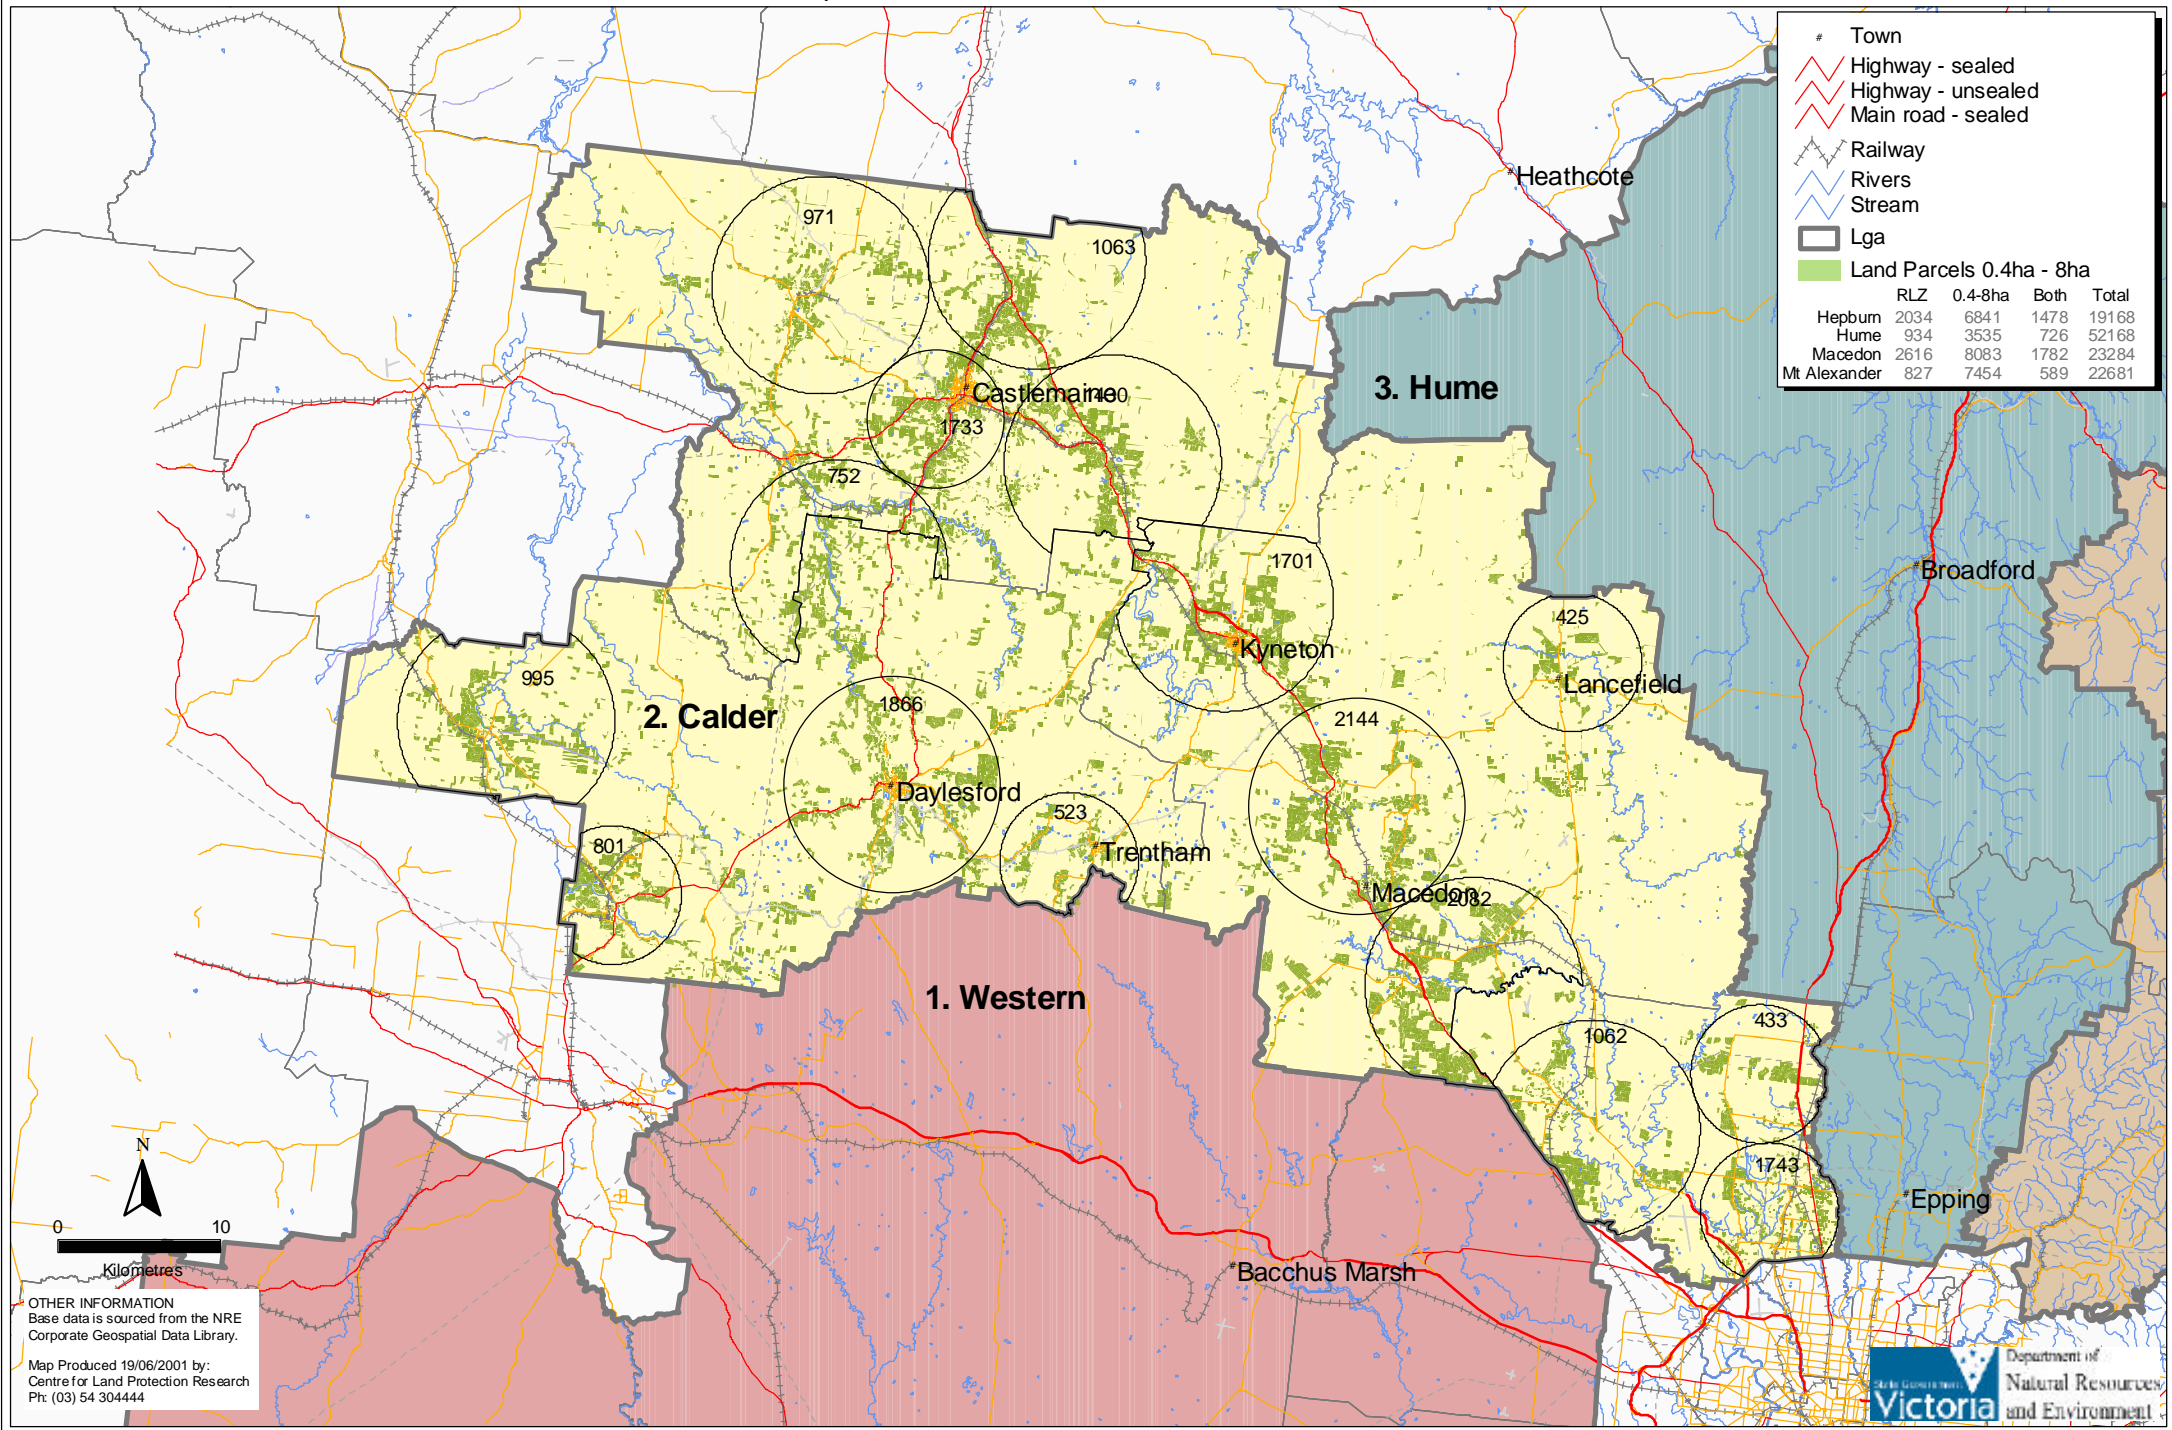 Town
Highway - sealed
Highway - unsealed
Main road - sealed
Railway
Rivers
Stream
Lga
Land Parcels 0.4ha - 8ha
RLZ 0.4-8ha Both Total
Hepburn 2034 6841 1478 19168
Hume 934 3535 726 52168
Macedon 2616 8083 1782 23284
Mt Alexander 827 7454 589 22681
Heathcote
971
1063
3. Hume
Castlemaine
1430
1733
752
1701
Broadford
425
Kyneton
995
Lancefield
2. Calder
1866
2144
Daylesford
523
801
Trentham
Macedon
2082
1. Western
433
1062
1743
Epping
Bacchus Marsh
N
0 10
Kilometres
OTHER INFORMATION
Base data is sourced from the NRE
Corporate Geospatial Data Library.
Map Produced 19/06/2001 by:
Centre for Land Protection Research
Ph: (03) 54 304444
State Government
Victoria
Department of
Natural Resources
and Environment